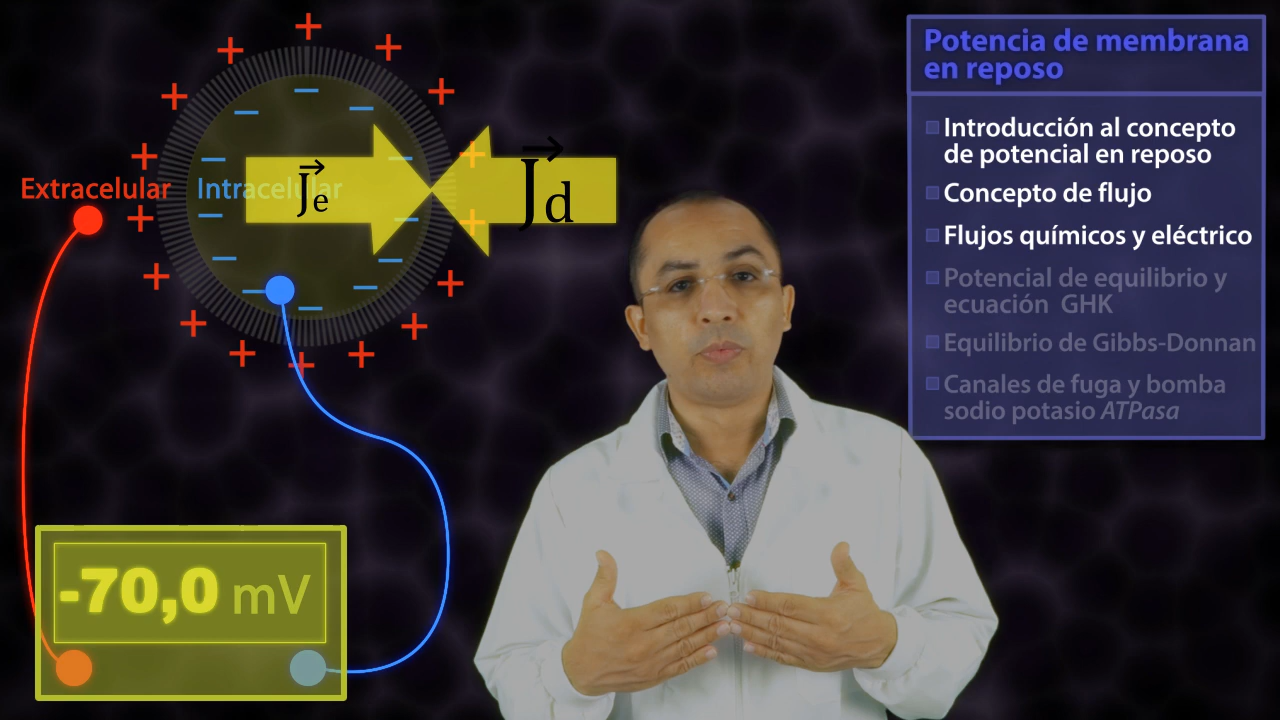 Potencia de membrana
en reposo
Introducción al concepto
de potencial en reposo
Concepto de flujo
Flujos químicos y eléctrico
Potencial de equilibrio y
ecuación GHK
Equilibrio de Gibbs-Donnan
Canales de fuga y bomba
sodio potasio ATPasa
Extracelular
Intracelular
Je
Jd
-70,0 mV